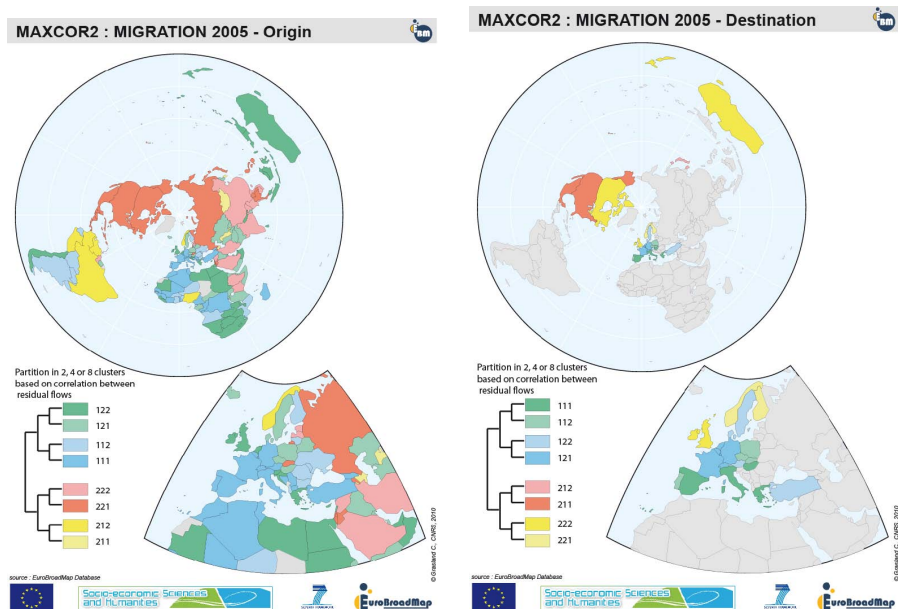 MAXCOR2 : MIGRATION 2005 - Origin
BM
Partition in 2, 4 or 8 clusters
based on correlation between
residual flows
122
121
112
111
222
221
212
211
© Grasland C., CNRS, 2010
source : EuroBroadMap Database
Socio-economic Sciences
and Humanities
EuroBroadMap
MAXCOR2 : MIGRATION 2005 - Destination
BM
Partition in 2, 4 or 8 clusters
based on correlation between
residual flows
111
112
122
121
212
211
222
221
© Grasland C., CNRS, 2010
source : EuroBroadMap Database
Socio-economic Sciences
and Humanities
EuroBroadMap